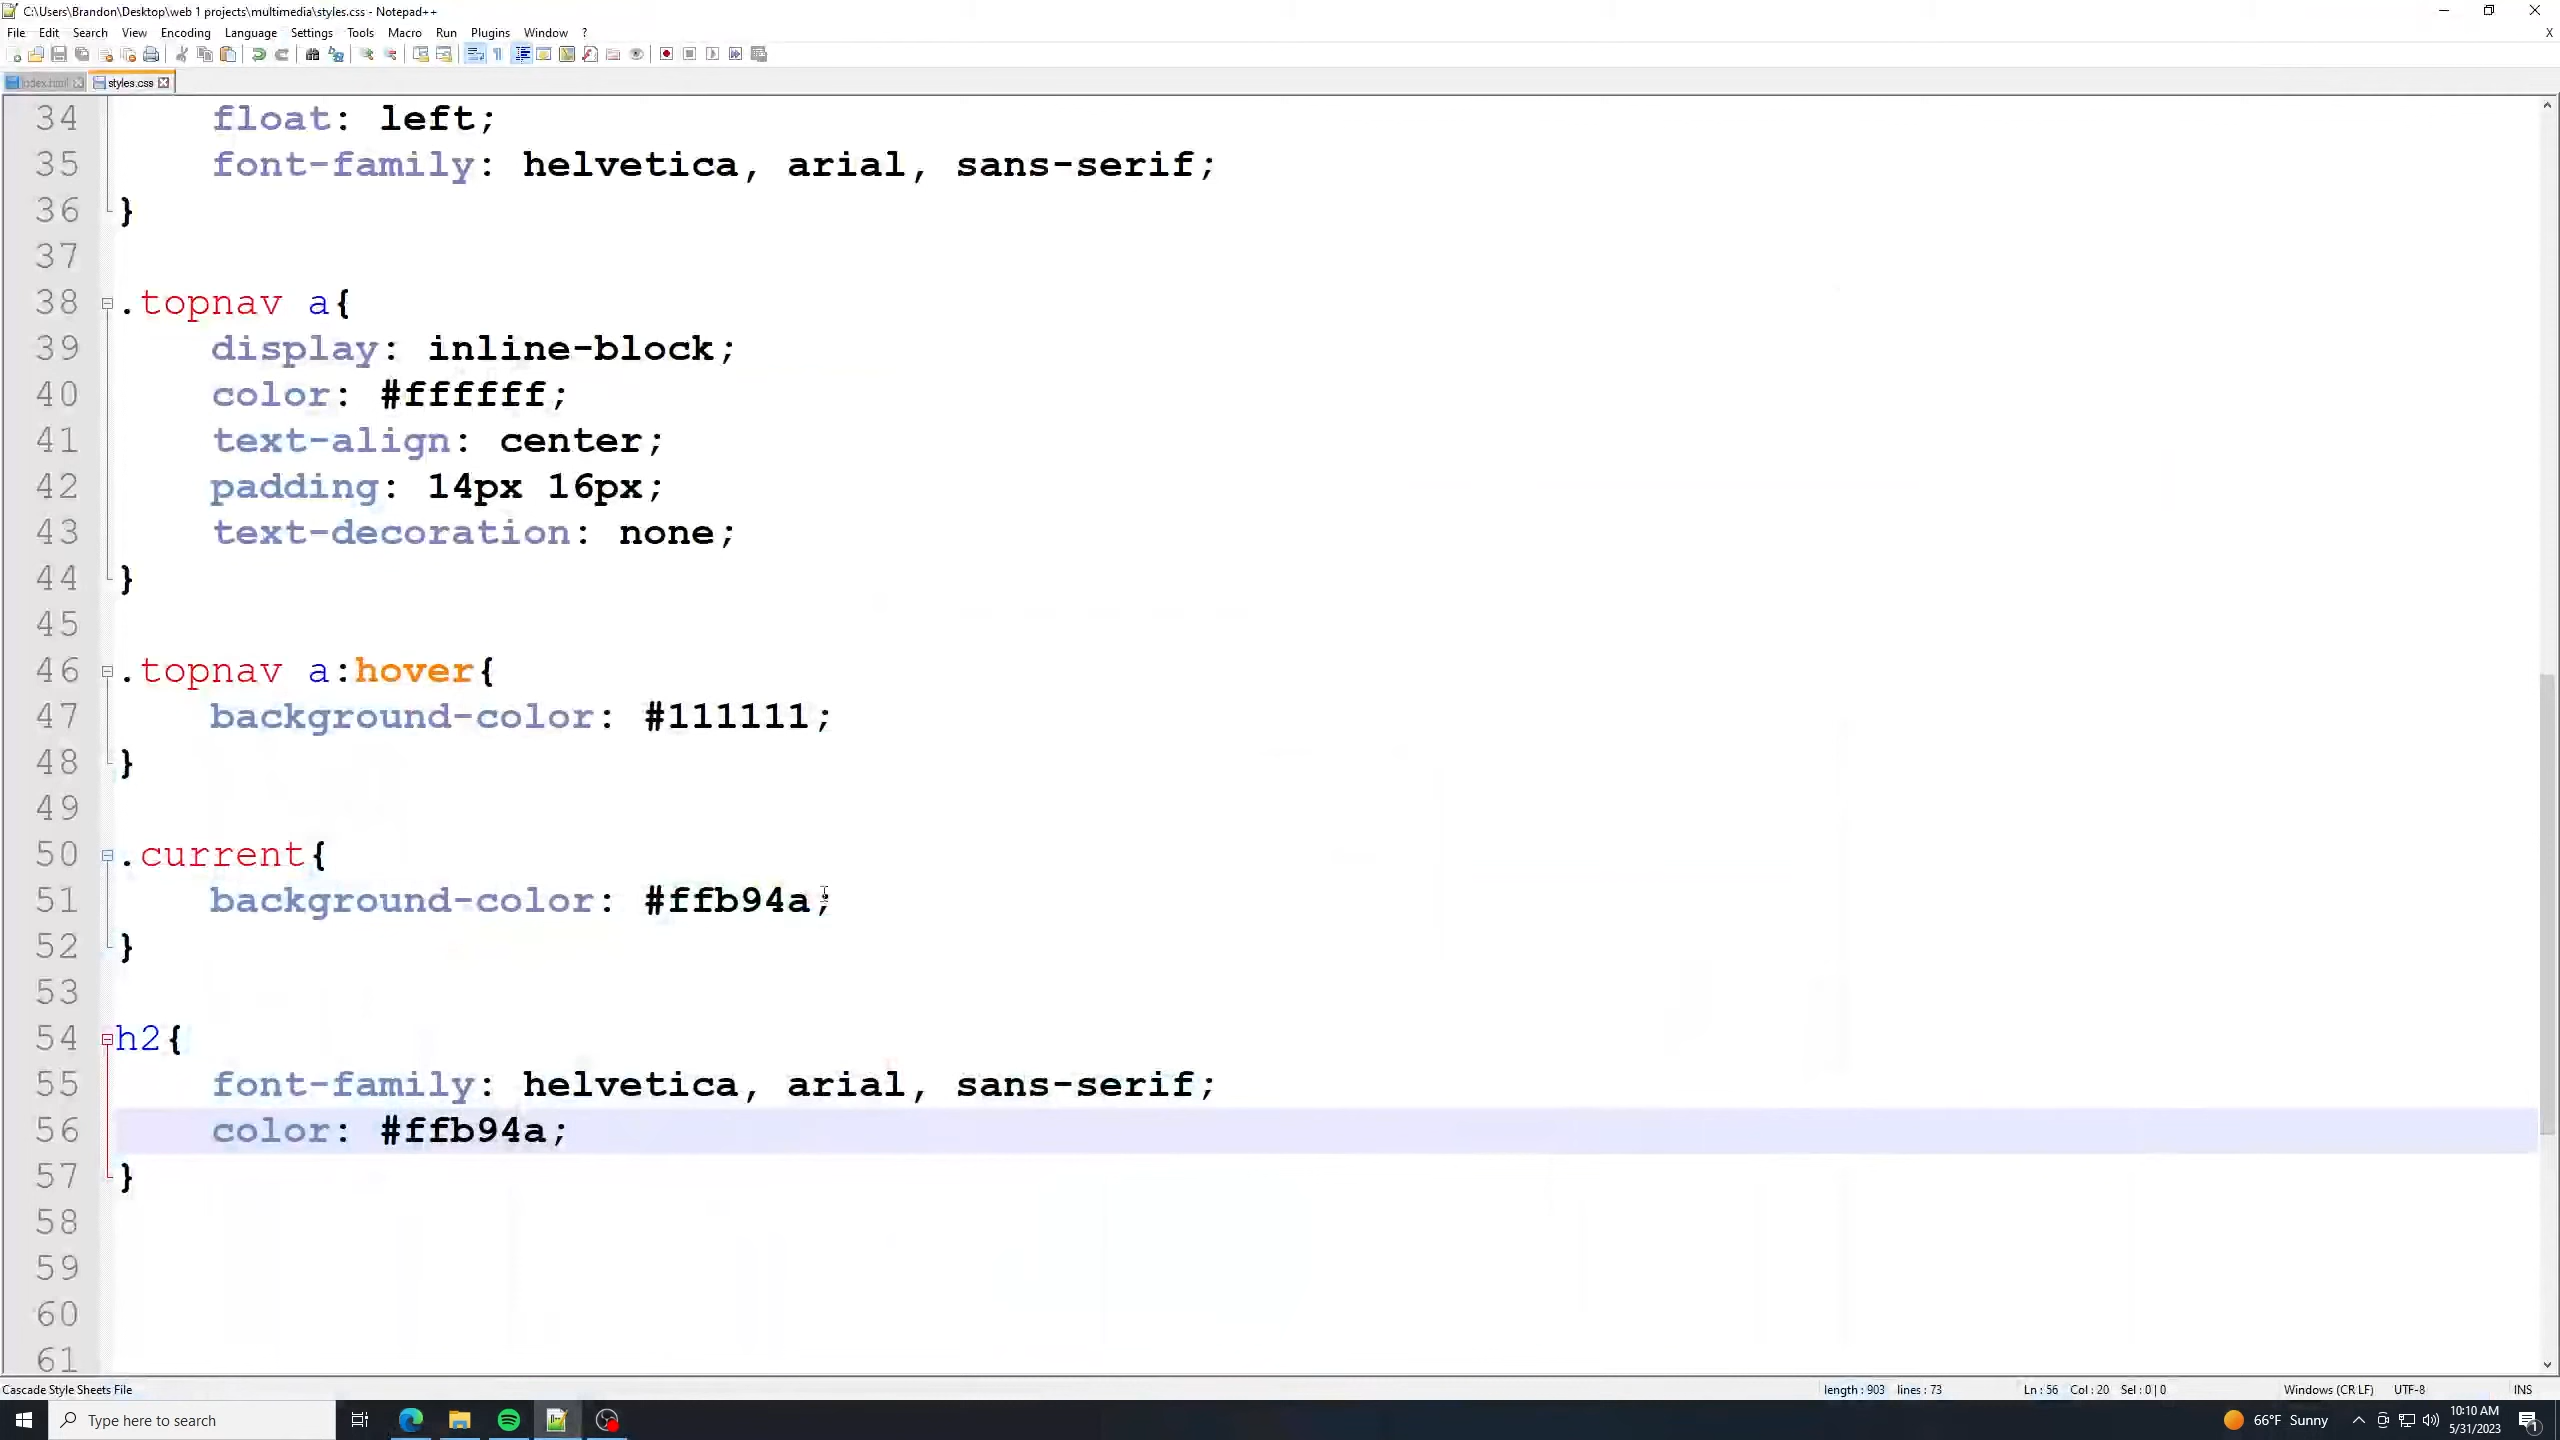 C:\Users\Brandon\Desktop\web 1 projects\multimedia\styles.css - Notepad++
File Edit Search View Encoding Language Settings Tools Macro Run Plugins Window ? X
index.html styles.css
34 float: left;
35 font-family: helvetica, arial, sans-serif;
36 }
37
38 .topnav a{
39 display: inline-block;
40 color: #ffffff;
41 text-align: center;
42 padding: 14px 16px;
43 text-decoration: none;
44 }
45
46 .topnav a:hover{
47 background-color: #111111;
48 }
49
50 .current{
51 background-color: #ffb94a;
52 }
53
54 h2{
55 font-family: helvetica, arial, sans-serif;
56 color: #ffb94a;
57 }
58
59
60
61
Cascade Style Sheets File length : 903 lines : 73 Ln : 56 Col : 20 Sel : 0 | 0 Windows (CR LF) UTF-8 INS
Type here to search 66°F Sunny 10:10 AM
5/31/2023
1